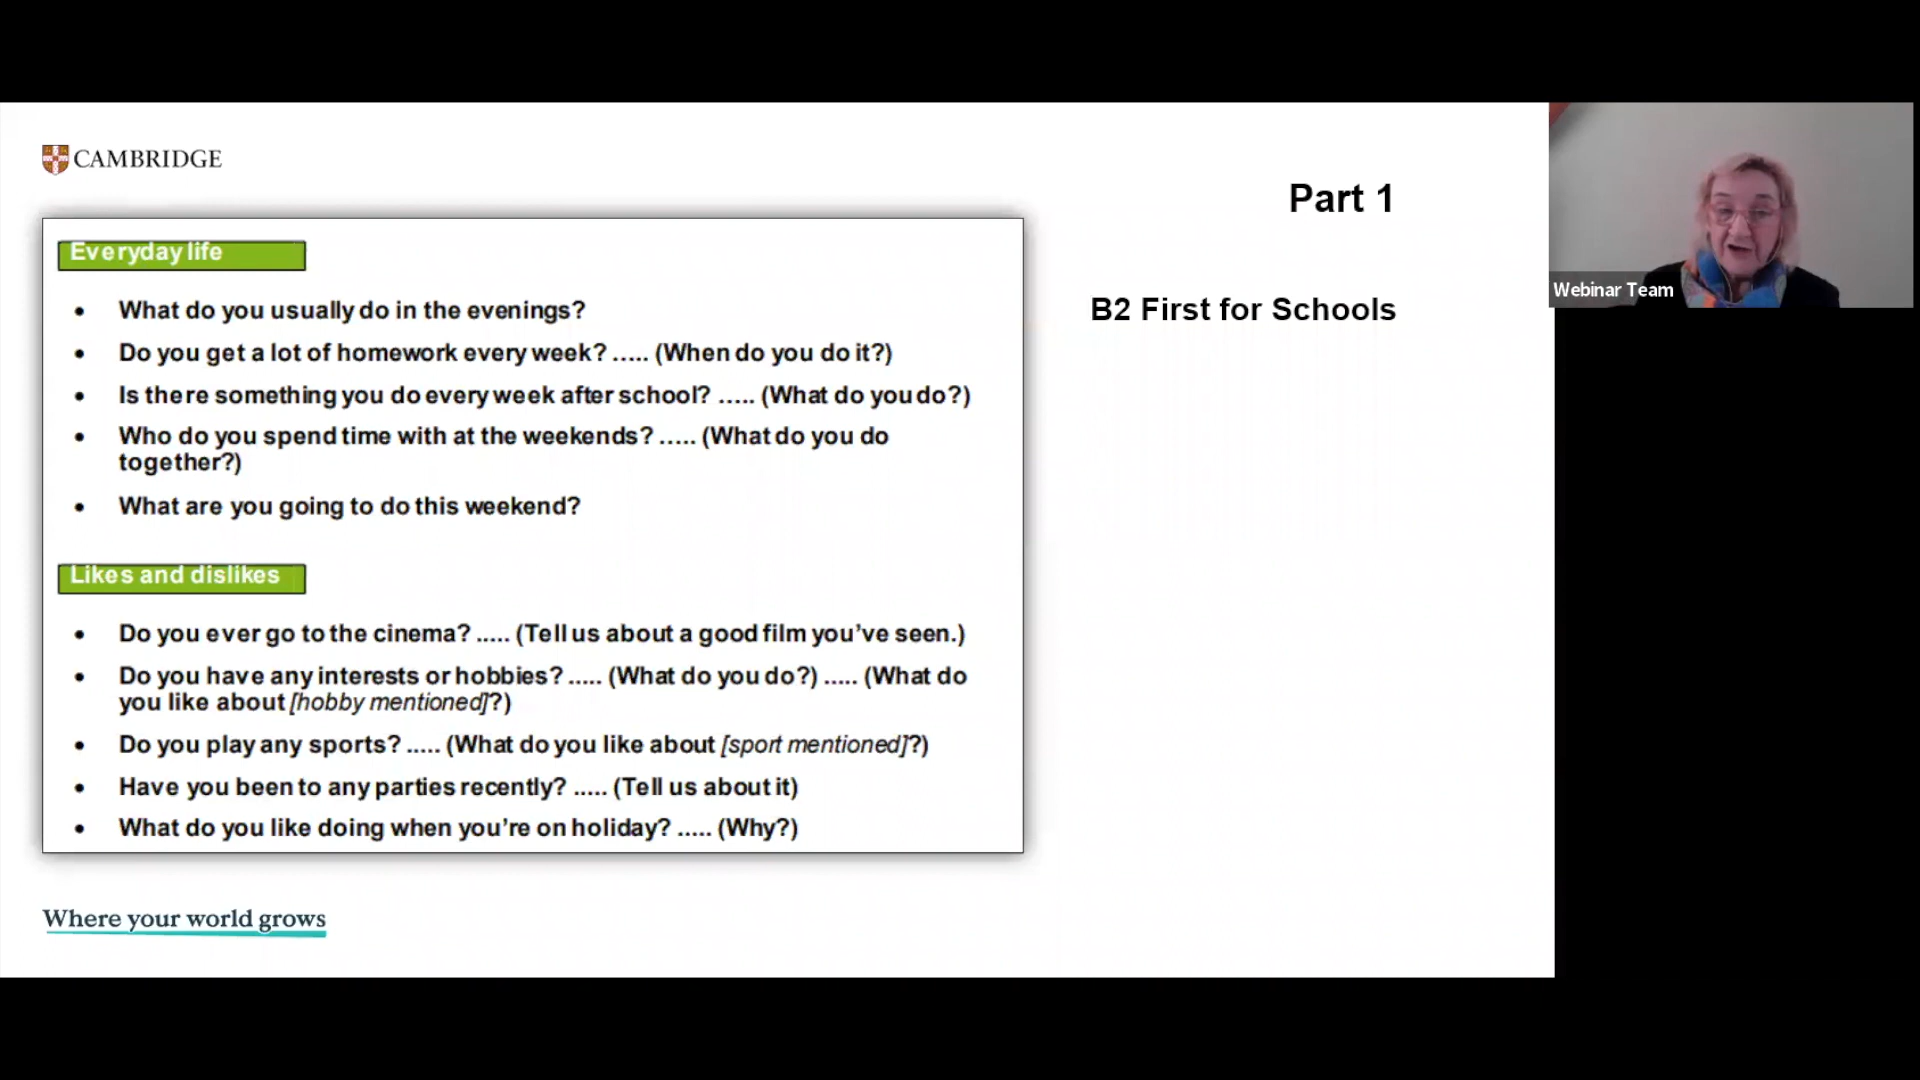 CAMBRIDGE
Part 1
B2 First for Schools
Everyday life
• What do you usually do in the evenings?
• Do you get a lot of homework every week? ..... (When do you do it?)
• Is there something you do every week after school? ..... (What do you do?)
• Who do you spend time with at the weekends? ..... (What do you do
together?)
• What are you going to do this weekend?
Likes and dislikes
• Do you ever go to the cinema? ..... (Tell us about a good film you've seen.)
• Do you have any interests or hobbies? ..... (What do you do?) ..... (What do
you like about [hobby mentioned]?)
• Do you play any sports? ..... (What do you like about [sport mentioned]?)
• Have you been to any parties recently? ..... (Tell us about it)
• What do you like doing when you're on holiday? ..... (Why?)
Where your world grows
Webinar Team